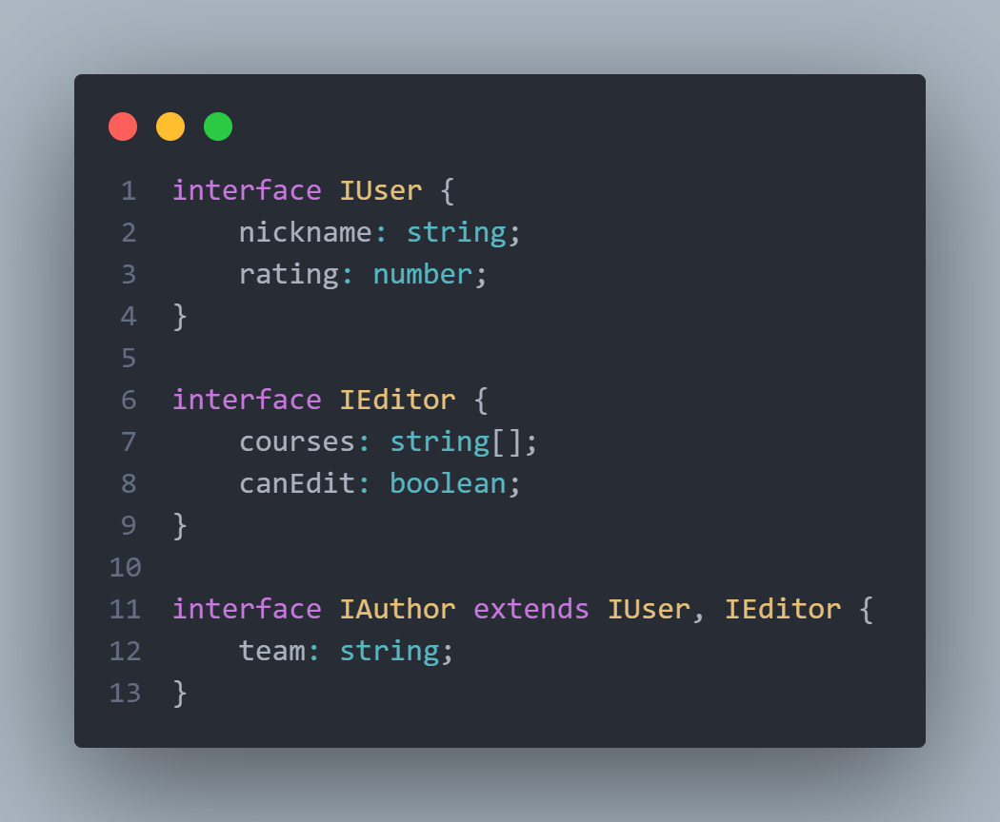 1 interface IUser {
2     nickname: string;
3     rating: number;
4 }
5
6 interface IEditor {
7     courses: string[];
8     canEdit: boolean;
9 }
10
11 interface IAuthor extends IUser, IEditor {
12     team: string;
13 }